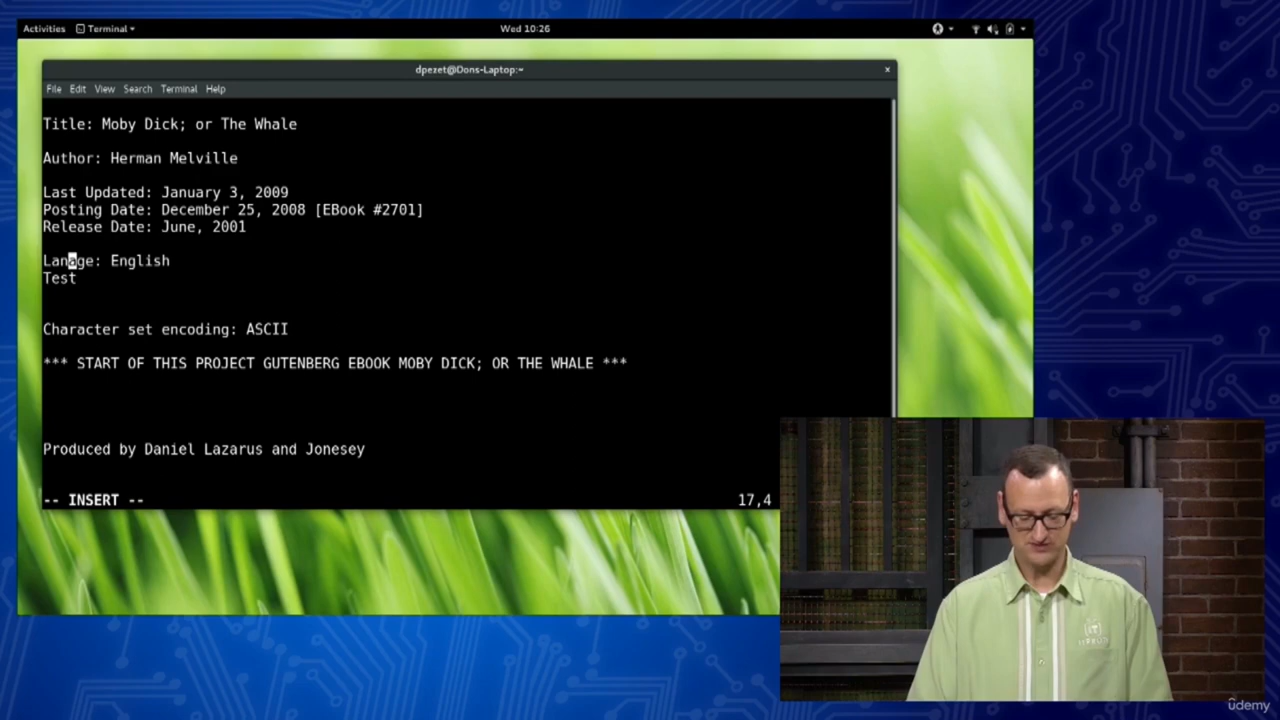 Activities Terminal Wed 10:26
dpezet@Dons-Laptop:~ ×
File Edit View Search Terminal Help
Title: Moby Dick; or The Whale
Author: Herman Melville
Last Updated: January 3, 2009
Posting Date: December 25, 2008 [EBook #2701]
Release Date: June, 2001
Lanage: English
Test
Character set encoding: ASCII
*** START OF THIS PROJECT GUTENBERG EBOOK MOBY DICK; OR THE WHALE ***
Produced by Daniel Lazarus and Jonesey
-- INSERT -- 17,4
udemy